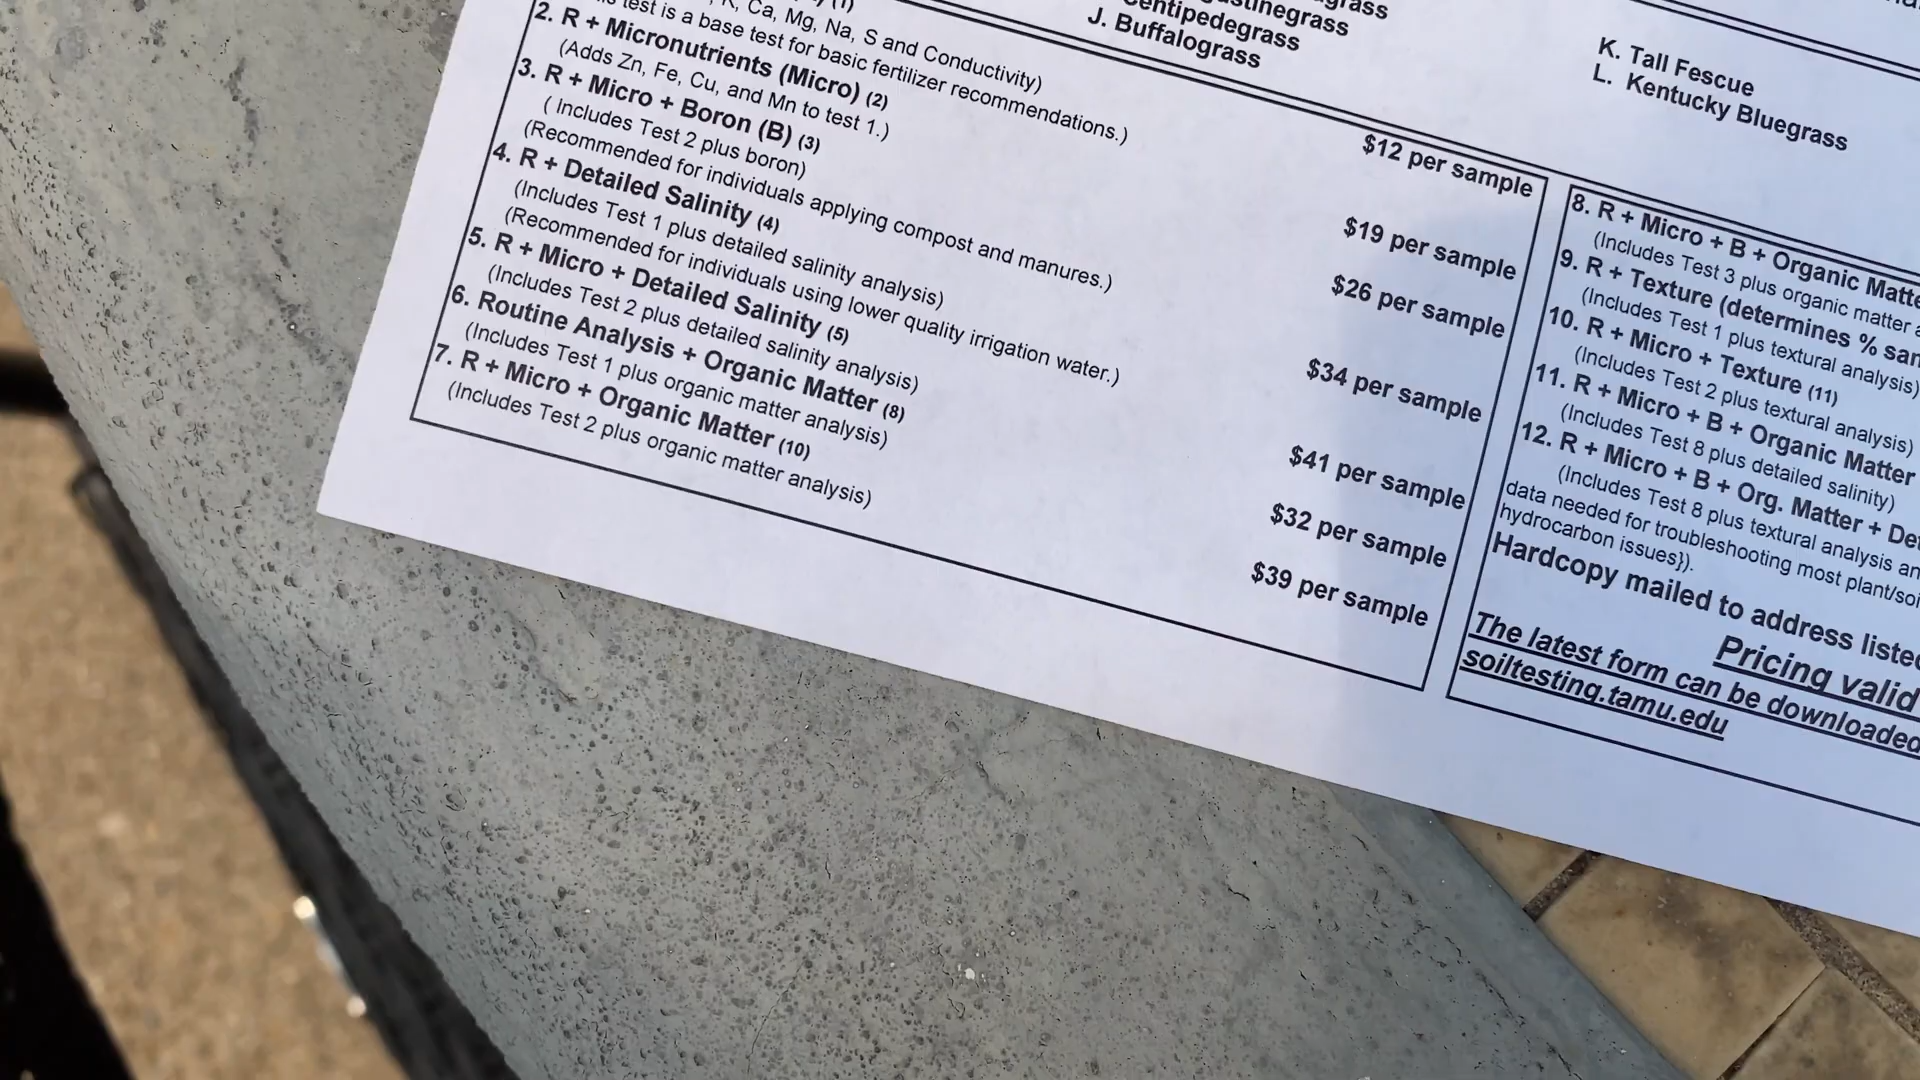 K, Ca, Mg, Na, S and Conductivity)
test is a base test for basic fertilizer recommendations.)
$12 per sample
2. R + Micronutrients (Micro) (2)
(Adds Zn, Fe, Cu, and Mn to test 1.)
$19 per sample
3. R + Micro + Boron (B) (3)
( Includes Test 2 plus boron)
(Recommended for individuals applying compost and manures.)
$26 per sample
4. R + Detailed Salinity (4)
(Includes Test 1 plus detailed salinity analysis)
(Recommended for individuals using lower quality irrigation water.)
$34 per sample
5. R + Micro + Detailed Salinity (5)
(Includes Test 2 plus detailed salinity analysis)
$41 per sample
6. Routine Analysis + Organic Matter (8)
(Includes Test 1 plus organic matter analysis)
$32 per sample
7. R + Micro + Organic Matter (10)
(Includes Test 2 plus organic matter analysis)
$39 per sample
J. Buffalograss
K. Tall Fescue
L. Kentucky Bluegrass
8. R + Micro + B + Organic
(Includes Test 3 plus organic matter
9. R + Texture (determines %
(Includes Test 1 plus textural analysis)
10. R + Micro + Texture (11)
(Includes Test 2 plus textural analysis)
11. R + Micro + B + Organic Matter
(Includes Test 8 plus detailed salinity)
12. R + Micro + B + Org. Matter +
(Includes Test 8 plus textural analysis
data needed for troubleshooting most
hydrocarbon issues}).
Hardcopy mailed to address
Pricing valid
The latest form can be downloaded
soiltesting.tamu.edu